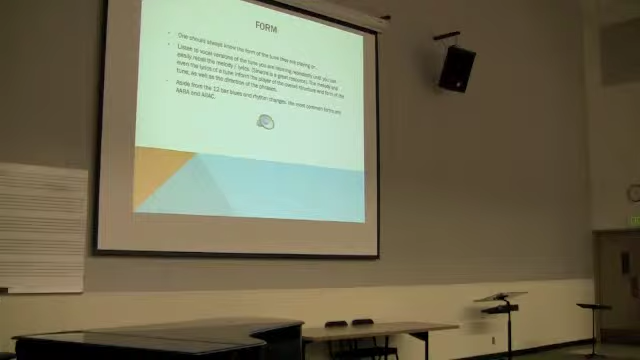 FORM
One should always know the form of the tune they are playing on.
Listen to vocal versions of the tune you are learning repeatedly until you can
easily recall the melody / lyrics. (Sinatra is a great resource). The melody and
even the lyrics of a tune inform the player of the overall structure and form of the
tune, as well as the direction of the phrases.
Aside from the 12 bar blues and rhythm changes, the most common forms are
AABA and ABAC.